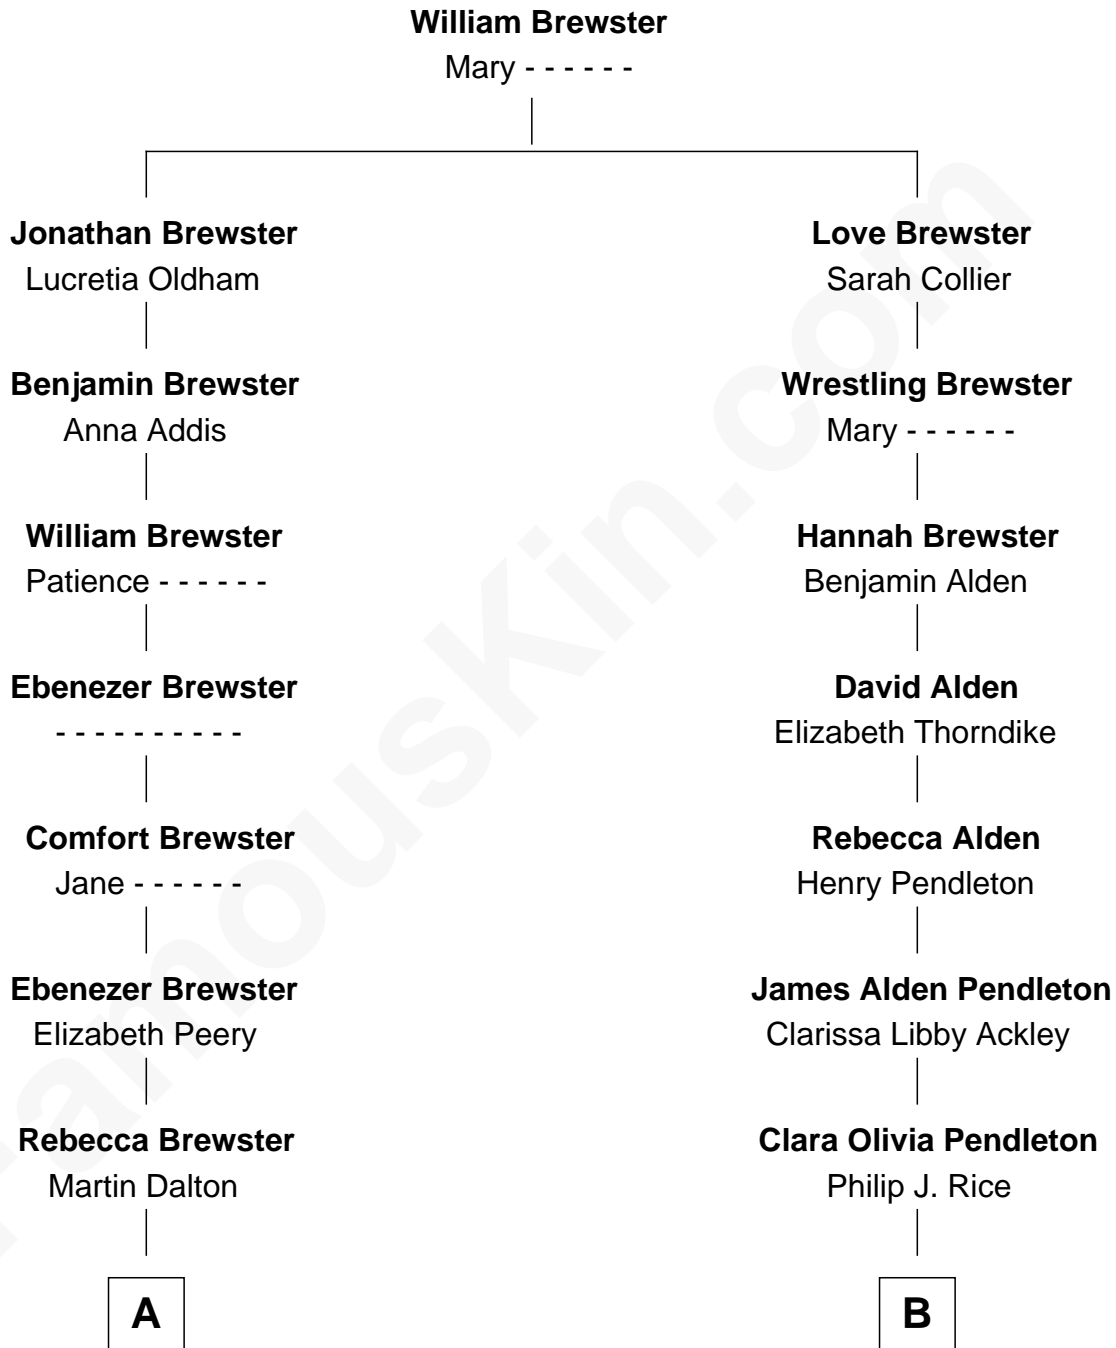 William Brewster
Mary - - - - - -
Jonathan Brewster
Lucretia Oldham
Love Brewster
Sarah Collier
Benjamin Brewster
Anna Addis
Wrestling Brewster
Mary - - - - - -
William Brewster
Patience - - - - - -
Hannah Brewster
Benjamin Alden
Ebenezer Brewster
- - - - - - - - - -
David Alden
Elizabeth Thorndike
Comfort Brewster
Jane - - - - - -
Rebecca Alden
Henry Pendleton
Ebenezer Brewster
Elizabeth Peery
James Alden Pendleton
Clarissa Libby Ackley
Rebecca Brewster
Martin Dalton
Clara Olivia Pendleton
Philip J. Rice
A
B
FamousKin.com